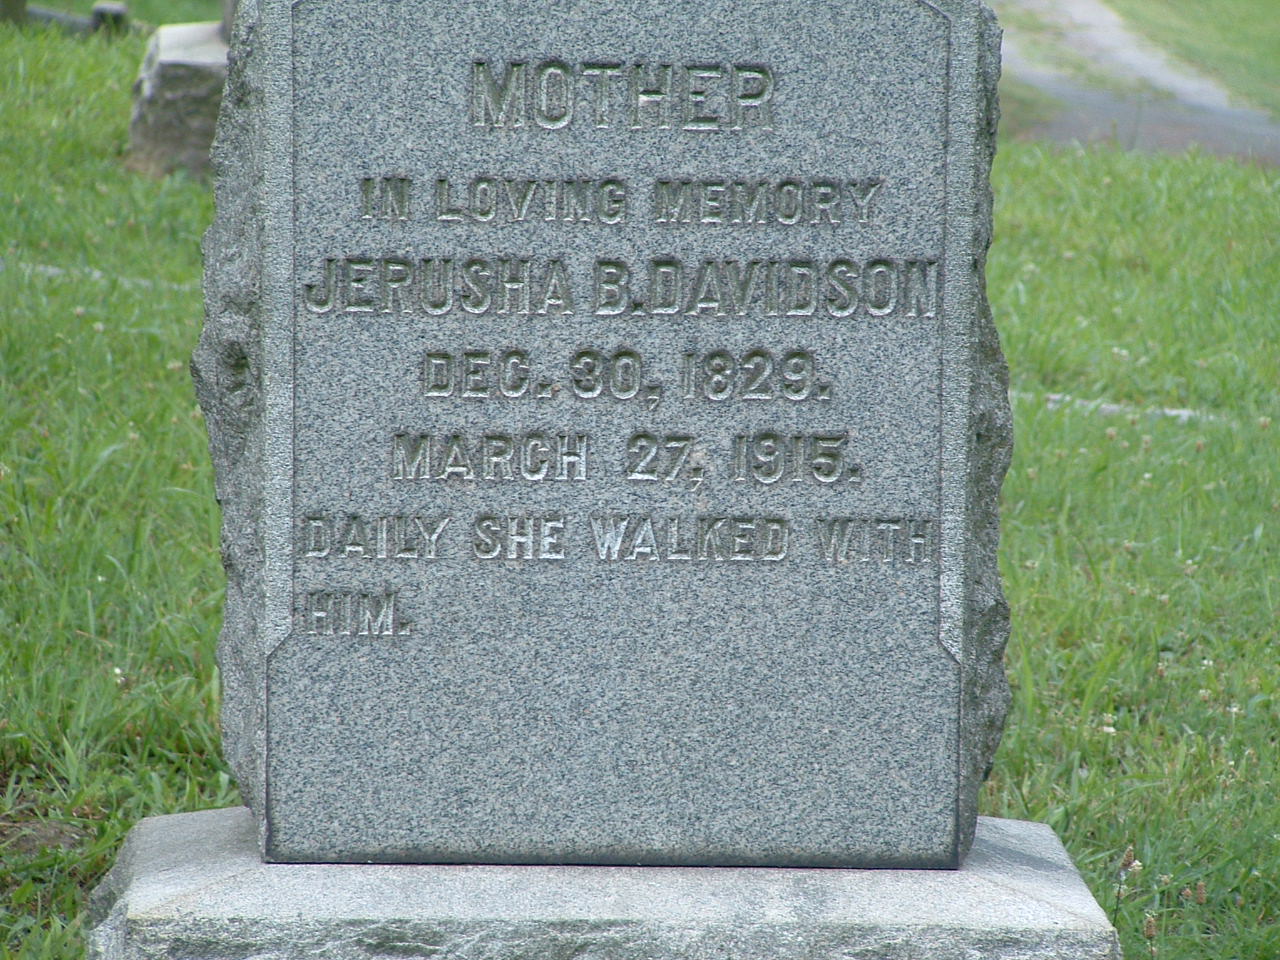 MOTHER
IN LOVING MEMORY
JERUSHA B. DAVIDSON
DEC. 30, 1829.
MARCH 27, 1915.
DAILY SHE WALKED WITH
HIM.